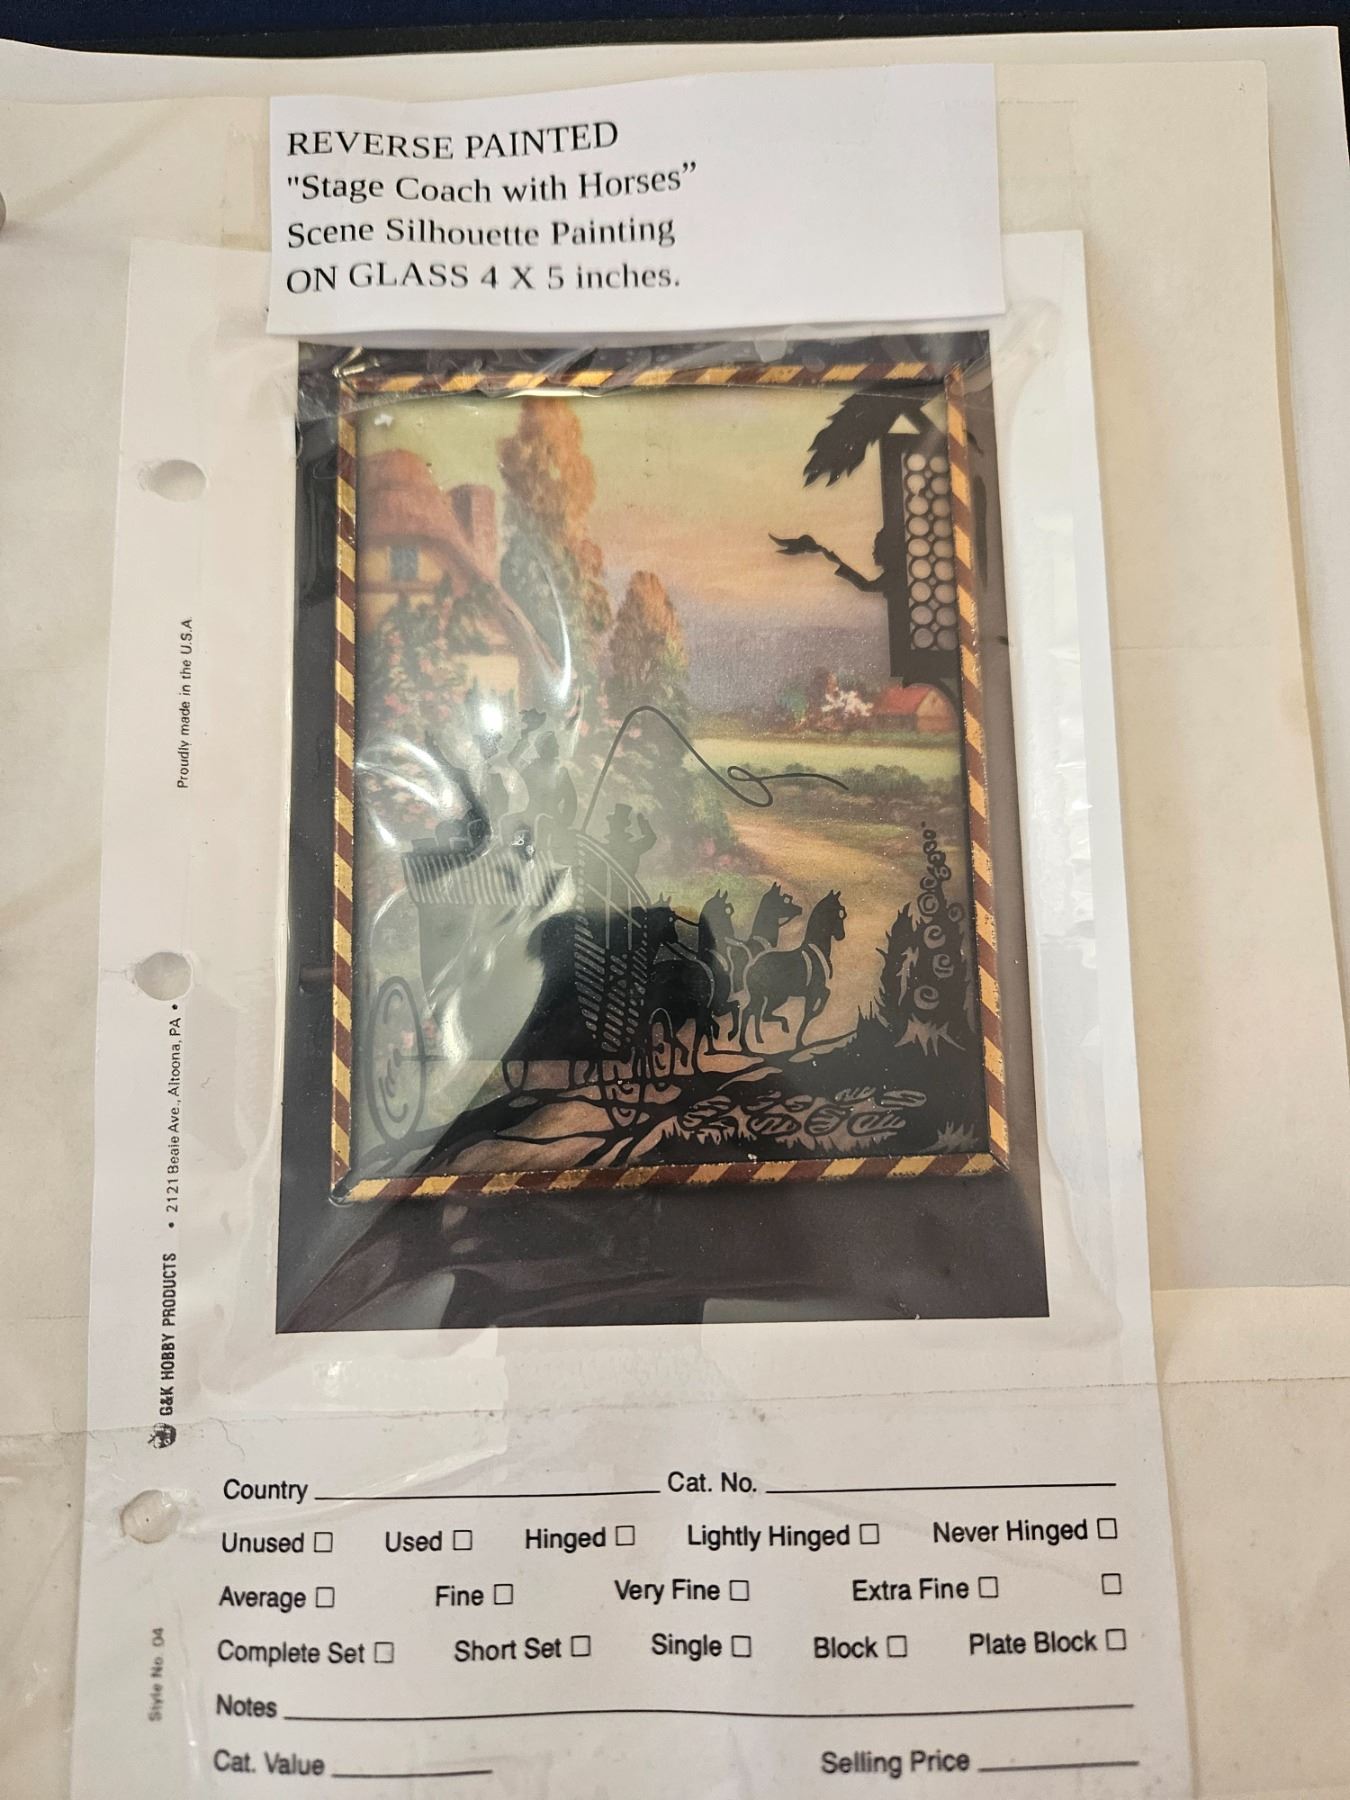 REVERSE PAINTED
"Stage Coach with Horses”
Scene Silhouette Painting
ON GLASS 4 X 5 inches.
Proudly made in the U.S.A.
G&K HOBBY PRODUCTS • 2121 Beale Ave., Altoona, PA •
Style No. 04
Country Cat. No.
Unused Used Hinged Lightly Hinged Never Hinged
Average Fine Very Fine Extra Fine
Complete Set Short Set Single Block Plate Block
Notes
Cat. Value Selling Price